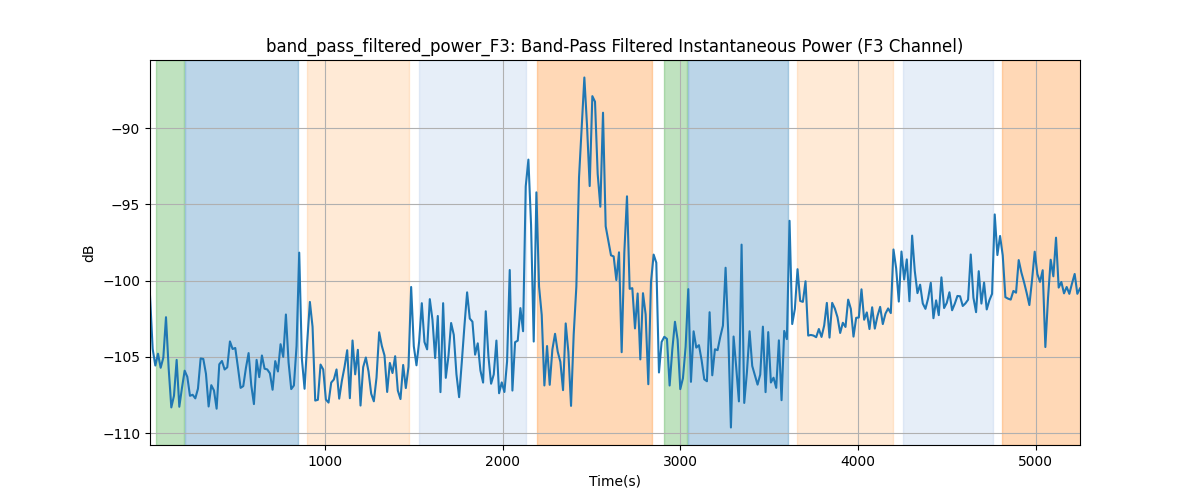 band_pass_filtered_power_F3: Band-Pass Filtered Instantaneous Power (F3 Channel)
−90
−95
−100
−105
−110
dB
1000 2000 3000 4000 5000
Time(s)